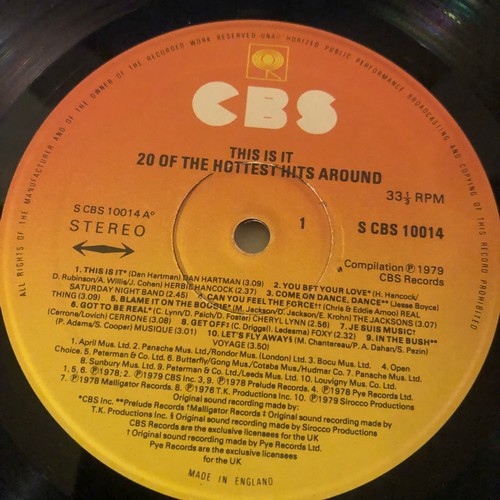 ALL RIGHTS OF THE MANUFACTURER AND OF THE OWNER OF THE RECORDED WORK RESERVED UNAUTHORIZED PUBLIC PERFORMANCE BROADCASTING AND COPYING OF THIS RECORD PROHIBITED
CBS
THIS IS IT
20 OF THE HOTTEST HITS AROUND
33⅓ RPM
S CBS 10014 A⁰
STEREO
1
S CBS 10014
Compilation ℗ 1979
CBS Records
1. THIS IS IT* (Dan Hartman) DAN HARTMAN (3.09) 2. YOU BET YOUR LOVE* (H. Hancock/
D. Rubinson/A. Willis/J. Cohen) HERBIE HANCOCK (3.17) 3. COME ON DANCE, DANCE** (Jesse Boyce)
SATURDAY NIGHT BAND (2.45) 4. CAN YOU FEEL THE FORCE†† (Chris & Eddie Amoo) REAL
THING (3.09) 5. BLAME IT ON THE BOOGIE* (M. Jackson/D. Jackson/E. Krohn) THE JACKSONS (3.07)
6. GOT TO BE REAL* (C. Lynn/D. Paich/D. Foster) CHERYL LYNN (2.56) 7. JE SUIS MUSIC‡
(Cerrone/Lovich) CERRONE (3.08) 8. GET OFF! (C. Driggs/I. Ledesma) FOXY (2.32) 9. IN THE BUSH**
(P. Adams/S. Cooper) MUSIQUE (3.01) 10. LET'S FLY AWAY§ (M. Chantereau/P. Dahan/S. Pezin)
VOYAGE (3.50)
1. April Mus. 2. Panache Mus. Ltd/Rondor Mus. (London) Ltd. 3. Bocu Mus. Ltd. 4. Open
Choice. 5. Peterman & Co. Ltd. 6. Butterfly/Gong Mus/Cotaba Mus/Hudmar Co. 7. Panache Mus. Ltd.
8. Sunbury Mus. Ltd. 9. Peterman & Co. Ltd/Leeds Mus. Ltd. 10. Louvigny Mus. Co. Ltd.
1, 5, 6. ℗ 1978; 2. ℗ 1979 CBS Inc. 3, 9. ℗ 1978 Prelude Records. 4. ℗ 1978 Pye Records Ltd.
7. ℗ 1978 Malligator Records. 8. ℗ 1978 T.K. Productions Inc. 10. ℗ 1979 Sirocco Productions
Original sound recording made by:
*CBS Inc. **Prelude Records †Malligator Records ‡ Original sound recording made by
T.K. Productions Inc. § Original sound recording made by Sirocco Productions
CBS Records are the exclusive licensees for the UK
† Original sound recording made by Pye Records Ltd.
Pye Records are the exclusive licensees
for the UK
MADE IN ENGLAND